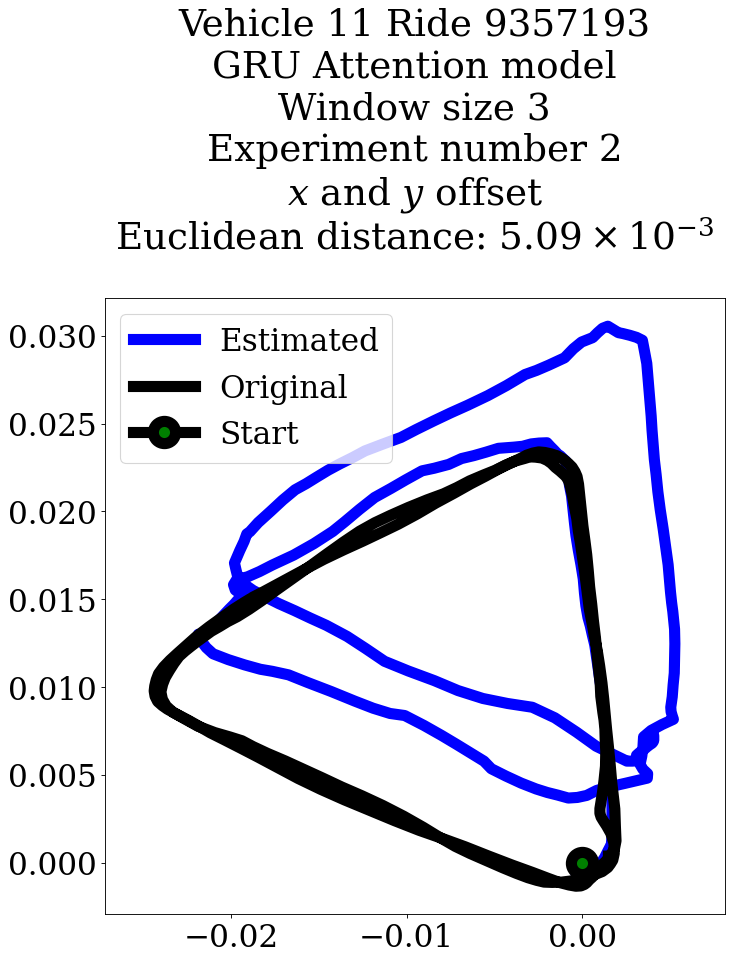 Vehicle 11 Ride 9357193
GRU Attention model
Window size 3
Experiment number 2
x and y offset
Euclidean distance: 5.09 × 10⁻³
Estimated
Original
Start
0.030
0.025
0.020
0.015
0.010
0.005
0.000
−0.02 −0.01 0.00